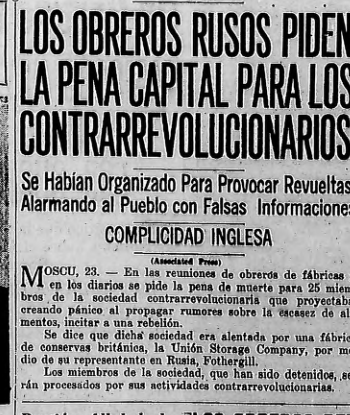 LOS OBREROS RUSOS PIDEN
LA PENA CAPITAL PARA LOS
CONTRARREVOLUCIONARIOS
Se Habían Organizado Para Provocar Revueltas
Alarmando al Pueblo con Falsas Informaciones
COMPLICIDAD INGLESA
(Associated Press)
MOSCU, 23. — En las reuniones de obreros de fábricas
en los diarios se pide la pena de muerte para 25 miem
bros de la sociedad contrarrevolucionaria que proyectaba
creando pánico al propagar rumores sobre la escasez de ali
mentos, incitar a una rebelión.
Se dice que dicha sociedad era alentada por una fábric
de conservas británica, la Unión Storage Company, por me
dio de su representante en Rusia, Fothergill.
Los miembros de la sociedad, que han sido detenidos, se
rán procesados por sus actividades contrarrevolucionarias.